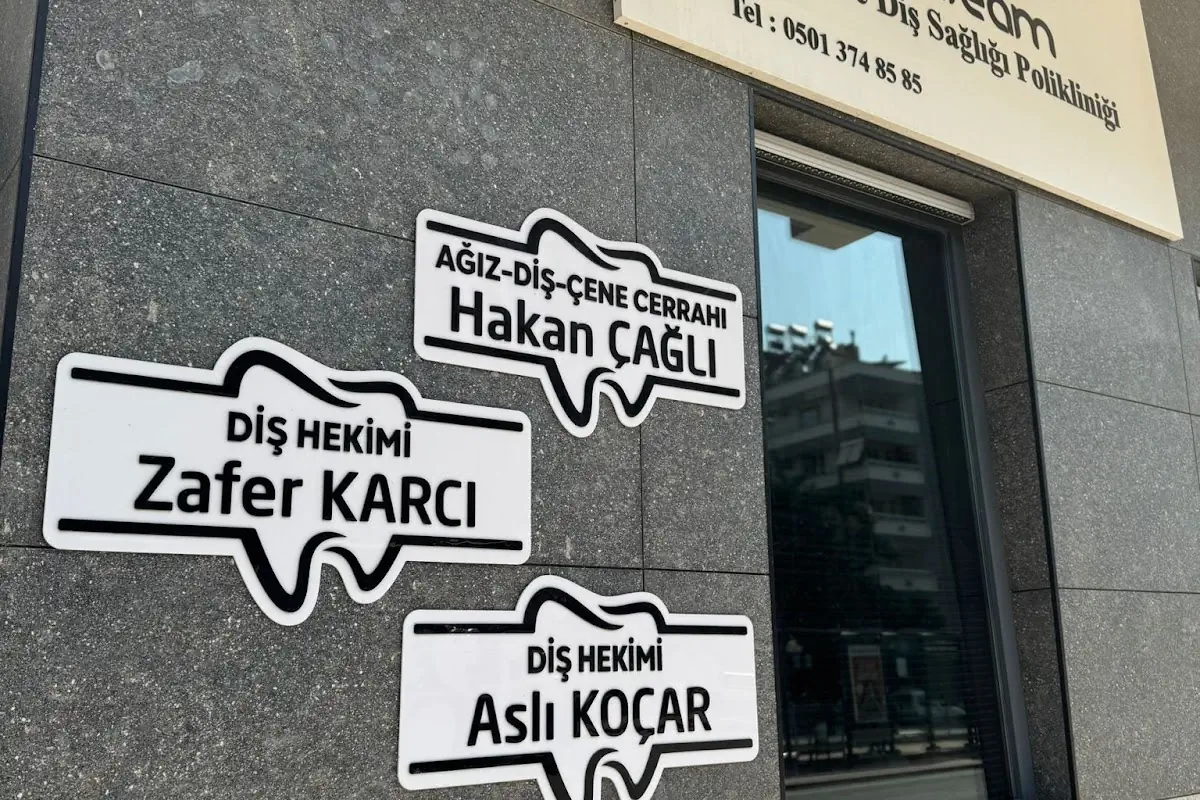 Tel : 0501 374 85 85
Diş Sağlığı Polikliniği
AĞIZ-DİŞ-ÇENE CERRAHI
Hakan ÇAĞLI
DİŞ HEKİMİ
Zafer KARCI
DİŞ HEKİMİ
Aslı KOÇAR